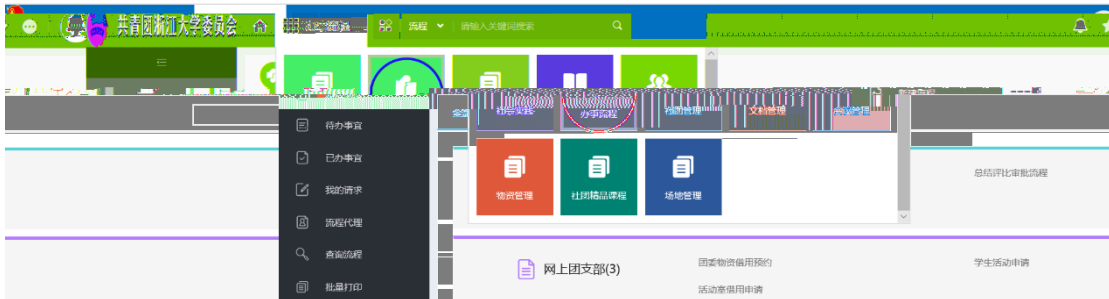 共青团浙江大学委员会
流程 请输入关键词搜索
社会实践 办事流程 社团管理 文档管理
待办事宜
已办事宜
我的请求
流程代理
查询流程
批量打印
物资管理 社团精品课程 场地管理
总结评比审批流程
网上团支部(3)
团委物资借用预约
学生活动申请
活动室借用申请